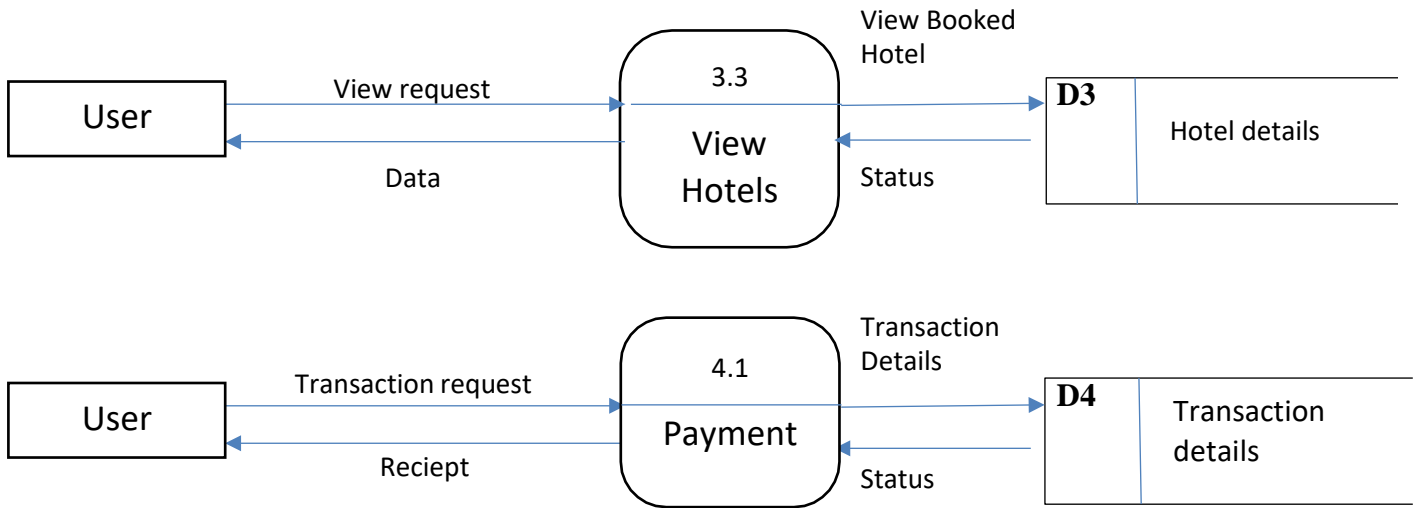 View Booked
Hotel
3.3
View request
User
D3
View
Hotels
Hotel details
Data
Status
Transaction
Details
4.1
Transaction request
User
D4
Payment
Transaction
details
Reciept
Status